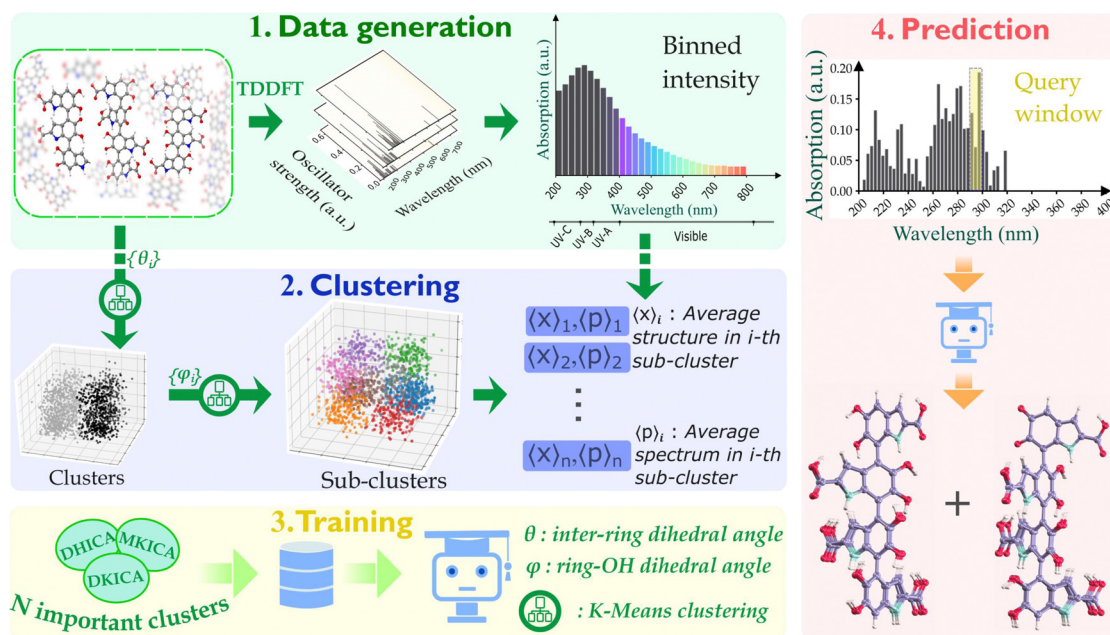 1. Data generation
TDDFT
0.6
0.4
0.2
0.0
Oscillator
strength (a.u.)
200
300
400
500
600
700
Wavelength (nm)
Binned
intensity
Absorption (a.u.)
200 300 400 500 600 700 800
Wavelength (nm)
UV-C UV-B UV-A Visible
{θi}
2. Clustering
{φi}
Clusters
Sub-clusters
⟨x⟩1,⟨p⟩1
⟨x⟩2,⟨p⟩2
⟨x⟩n,⟨p⟩n
⟨x⟩i : Average
structure in i-th
sub-cluster
⟨p⟩i : Average
spectrum in i-th
sub-cluster
3.Training
DHICA MKICA
DKICA
N important clusters
θ : inter-ring dihedral angle
φ : ring-OH dihedral angle
: K-Means clustering
4. Prediction
Absorption (a.u.)
0.20
0.15
0.10
0.05
0.00
Query
window
200 220 240 260 280 300 320 340 360 380 400
Wavelength (nm)
+